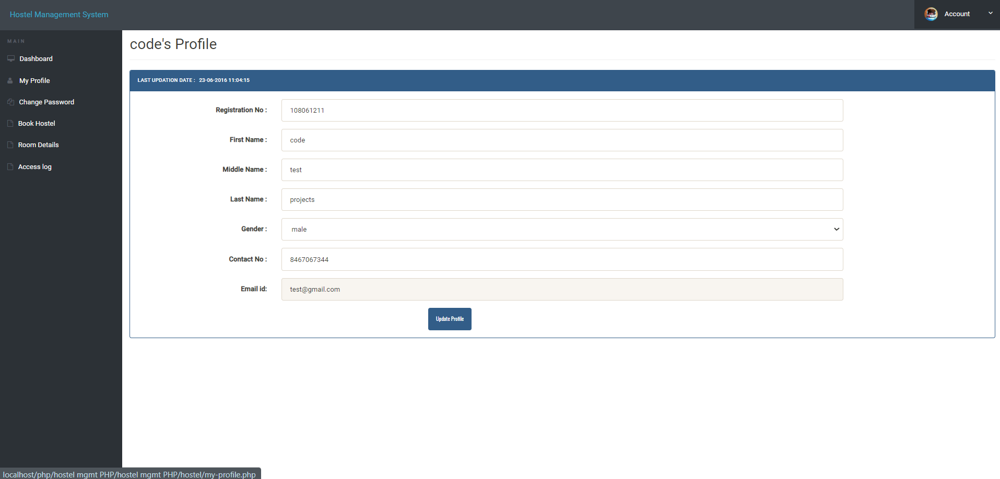 Hostel Management System
Account
MAIN
Dashboard
My Profile
Change Password
Book Hostel
Room Details
Access log
code's Profile
LAST UPDATION DATE : 23-06-2016 11:04:15
Registration No : 108061211
First Name : code
Middle Name : test
Last Name : projects
Gender : male
Contact No : 8467067344
Email id: test@gmail.com
Update Profile
localhost/php/hostel mgmt PHP/hostel mgmt PHP/hostel/my-profile.php